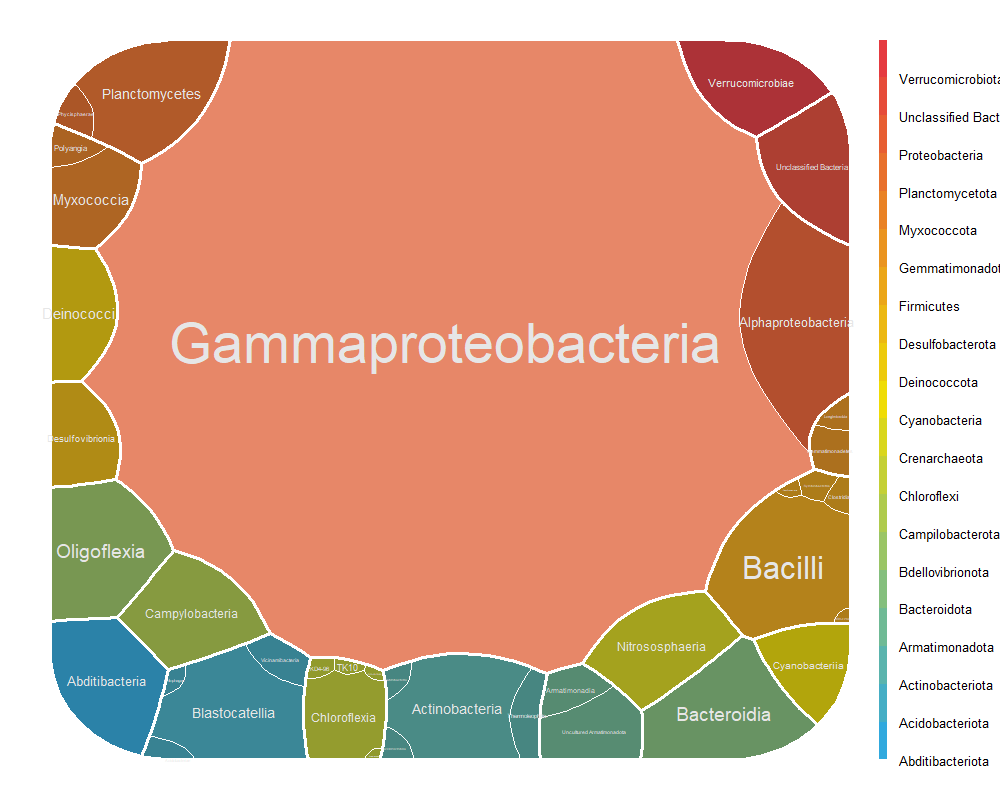 Planctomycetes
Verrucomicrobiae
Polyangia
Unclassified Bacteria
Myxococcia
Deinococci
Alphaproteobacteria
Gammaproteobacteria
Desulfovibrionia
Clostridia
Oligoflexia
Bacilli
Campylobacteria
Nitrososphaeria
Vicinamibacteria
TK10
Cyanobacteriia
Abditibacteria
Armatimonadia
Blastocatellia
Chloroflexia
Actinobacteria
Bacteroidia
Uncultured Armatimonadota
Verrucomicrobiota
Unclassified Bact
Proteobacteria
Planctomycetota
Myxococcota
Gemmatimonadot
Firmicutes
Desulfobacterota
Deinococcota
Cyanobacteria
Crenarchaeota
Chloroflexi
Campilobacterota
Bdellovibrionota
Bacteroidota
Armatimonadota
Actinobacteriota
Acidobacteriota
Abditibacteriota